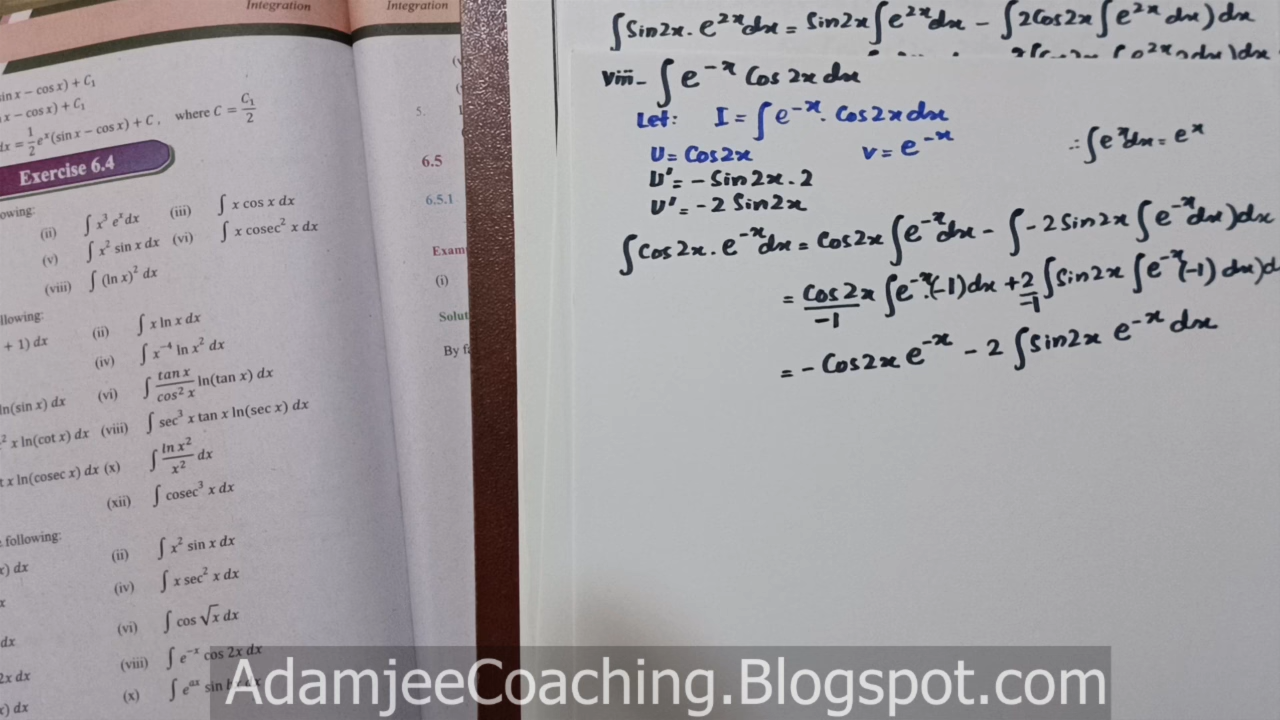 Integration
Integration
sin x − cos x) + C₁
x − cos x) + C₁
dx = 1/2 eˣ(sin x − cos x) + C , where C = C₁/2
Exercise 6.4
owing:
(ii) ∫ x³ eˣ dx (iii) ∫ x cos x dx
(v) ∫ x² sin x dx (vi) ∫ x cosec² x dx
(viii) ∫ (ln x)² dx
llowing:
+ 1) dx (ii) ∫ x ln x dx
(iv) ∫ x⁻⁴ ln x² dx
ln(sin x) dx (vi) ∫ tan x/cos² x ln(tan x) dx
² x ln(cot x) dx (viii) ∫ sec³ x tan x ln(sec x) dx
t x ln(cosec x) dx (x) ∫ ln x²/x² dx
(xii) ∫ cosec³ x dx
following:
x) dx (ii) ∫ x² sin x dx
x (iv) ∫ x sec² x dx
dx (vi) ∫ cos √x dx
2x dx (viii) ∫ e⁻ˣ cos 2x dx
x) dx (x) ∫ eᵃˣ sin
5.
6.5
6.5.1
Exam
(i)
Solut
By
∫Sin2x · e²ˣdx = Sin2x ∫e²ˣdx − ∫2Cos2x ∫e²ˣ dx) dx
viii- ∫e⁻ˣ Cos 2x dx
Let: I = ∫e⁻ˣ · Cos2x dx
U = Cos2x v = e⁻ˣ ∴ ∫eˣdx = eˣ
U' = − Sin2x · 2
U' = −2 Sin2x
∫Cos2x · e⁻ˣdx = Cos2x ∫e⁻ˣdx − ∫−2Sin2x ∫e⁻ˣdx) dx
= Cos2x/−1 ∫e⁻ˣ·(−1)dx + 2/−1 ∫Sin2x ∫e⁻ˣ(−1) dx) d
= − Cos2x e⁻ˣ − 2 ∫Sin2x e⁻ˣ dx
AdamjeeCoaching.Blogspot.com